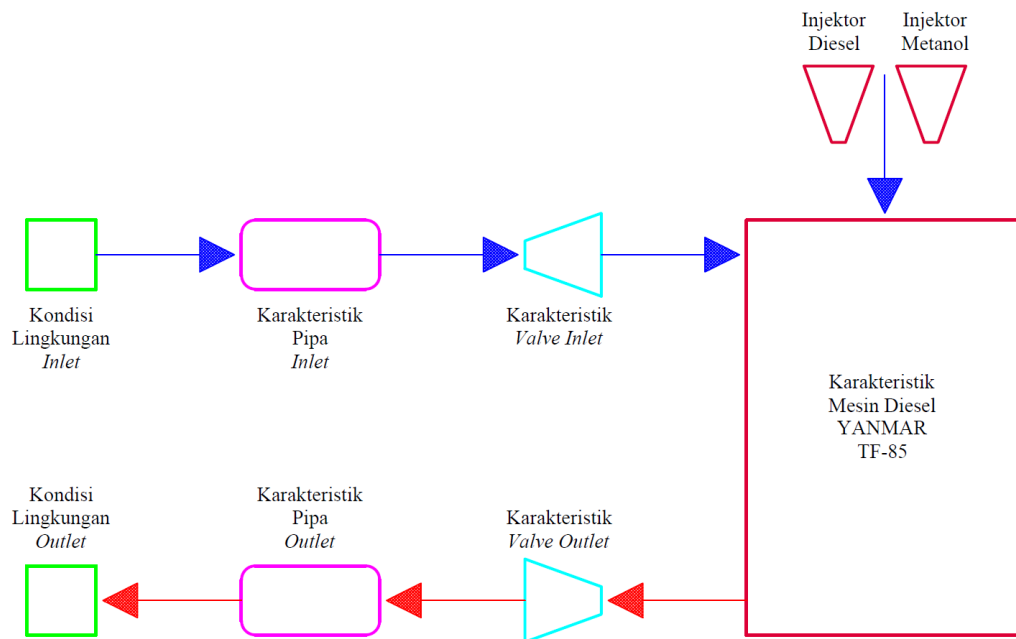 Injektor
Diesel
Injektor
Metanol
Kondisi
Lingkungan
Inlet
Karakteristik
Pipa
Inlet
Karakteristik
Valve Inlet
Karakteristik
Mesin Diesel
YANMAR
TF-85
Kondisi
Lingkungan
Outlet
Karakteristik
Pipa
Outlet
Karakteristik
Valve Outlet